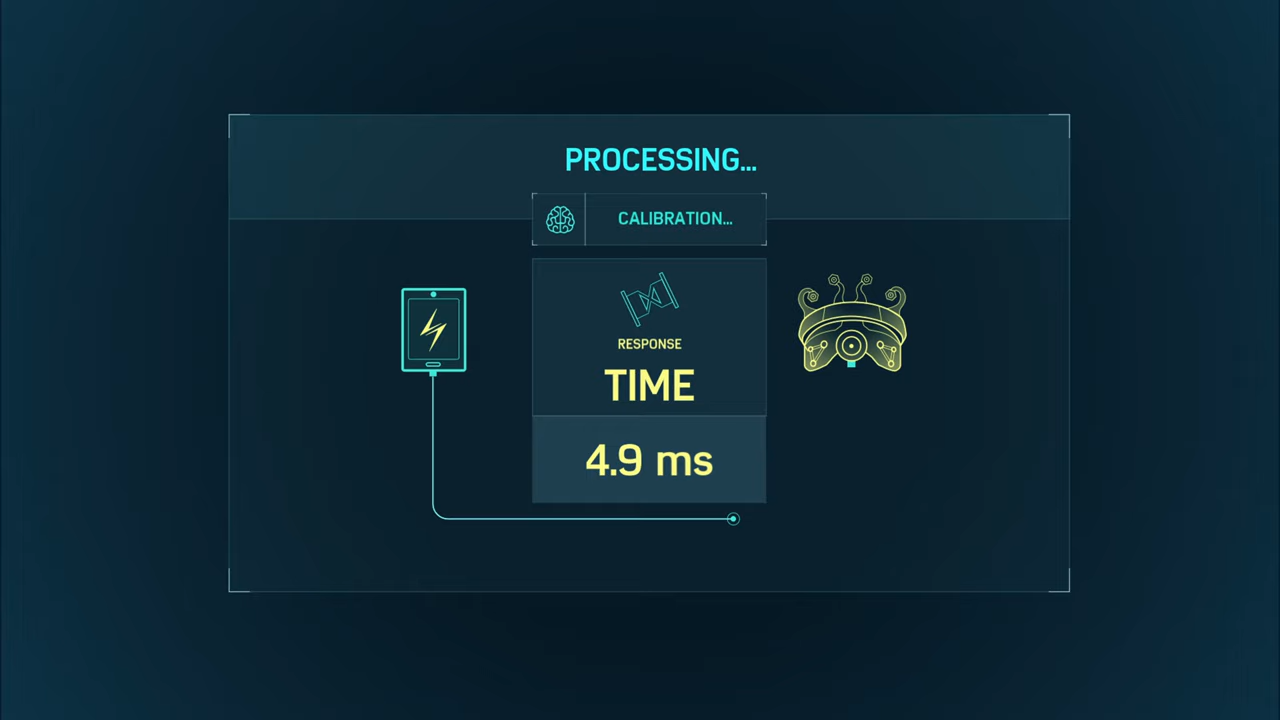 PROCESSING...
CALIBRATION...
RESPONSE
TIME
4.9 ms